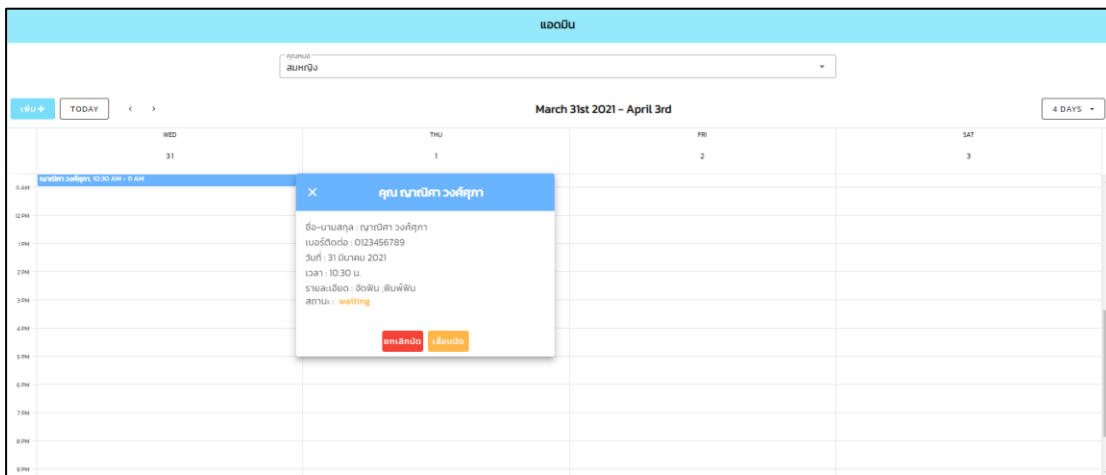 แอดมิน
คุณหมอ
สมหญิง
เพิ่ม +
TODAY
March 31st 2021 - April 3rd
4 DAYS
WED
THU
FRI
SAT
31
1
2
3
ญาณิศา วงศ์ศุภา, 10:30 AM - 11 AM
11 AM
12 PM
1 PM
2 PM
3 PM
4 PM
5 PM
6 PM
7 PM
8 PM
9 PM
คุณ ญาณิศา วงศ์ศุภา
ชื่อ-นามสกุล : ญาณิศา วงศ์ศุภา
เบอร์ติดต่อ : 0123456789
วันที่ : 31 มีนาคม 2021
เวลา : 10.30 น.
รายละเอียด : จัดฟัน ,พิมพ์ฟัน
สถานะ : waiting
ยกเลิกนัด
เลื่อนนัด